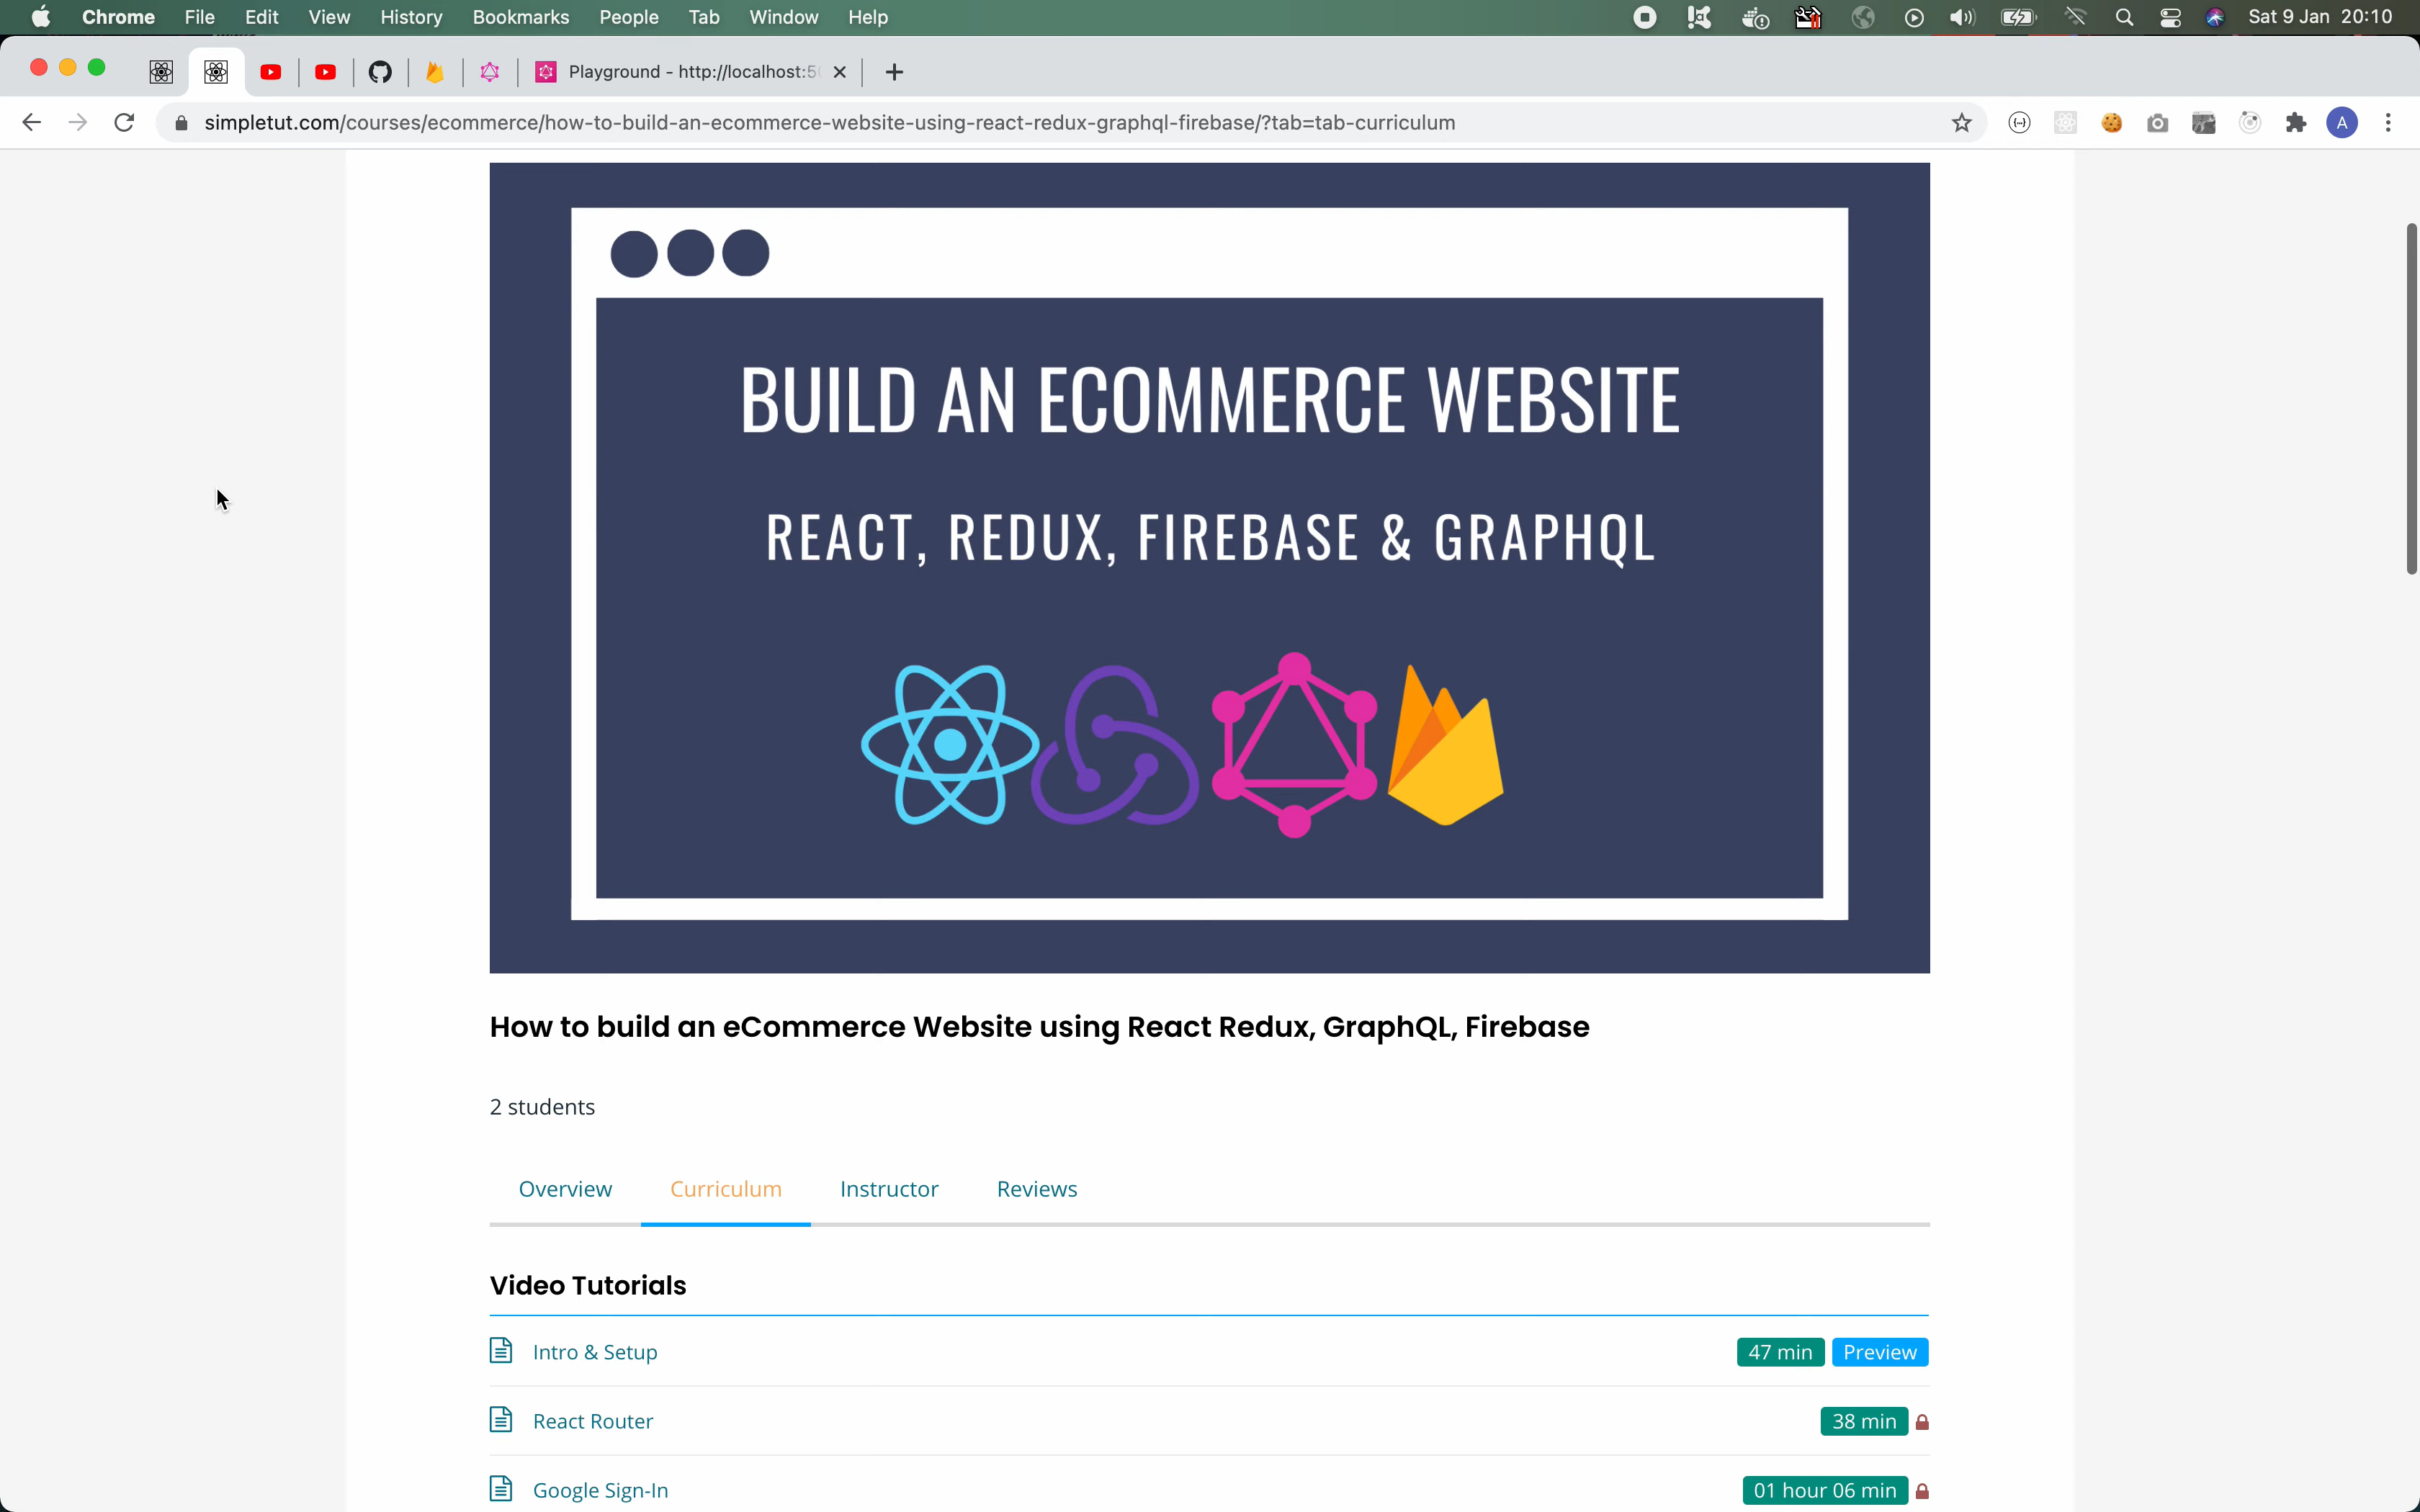 Chrome File Edit View History Bookmarks People Tab Window Help Sat 9 Jan 20:10
Playground - http://localhost:5
simpletut.com/courses/ecommerce/how-to-build-an-ecommerce-website-using-react-redux-graphql-firebase/?tab=tab-curriculum A
BUILD AN ECOMMERCE WEBSITE
REACT, REDUX, FIREBASE & GRAPHQL
How to build an eCommerce Website using React Redux, GraphQL, Firebase
2 students
Overview Curriculum Instructor Reviews
Video Tutorials
Intro & Setup 47 min Preview
React Router 38 min
Google Sign-In 01 hour 06 min